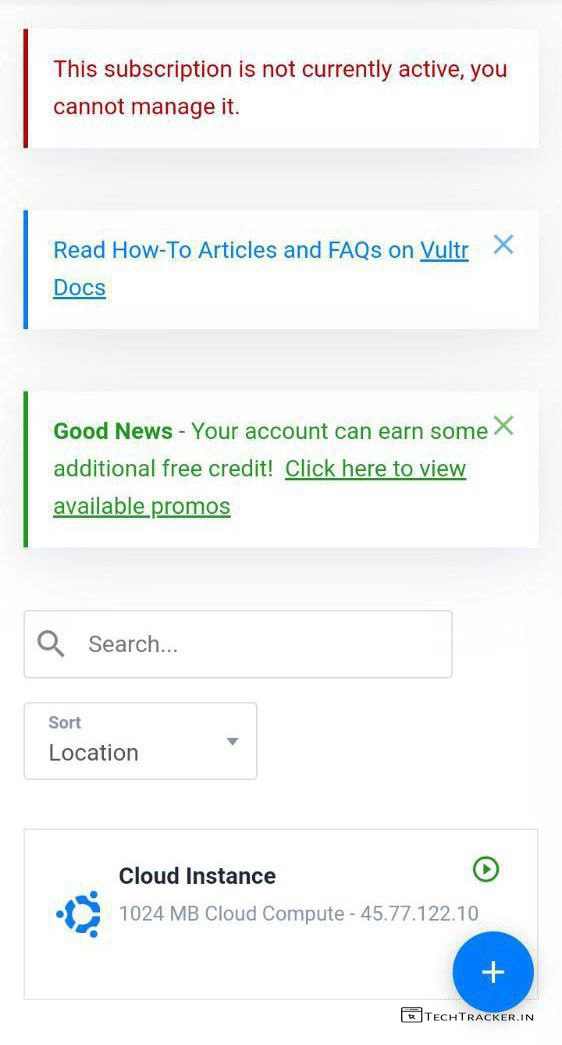 This subscription is not currently active, you
cannot manage it.
Read How-To Articles and FAQs on Vultr
Docs
Good News - Your account can earn some
additional free credit! Click here to view
available promos
Search...
Sort
Location
Cloud Instance
1024 MB Cloud Compute - 45.77.122.10
TECHTRACKER.IN